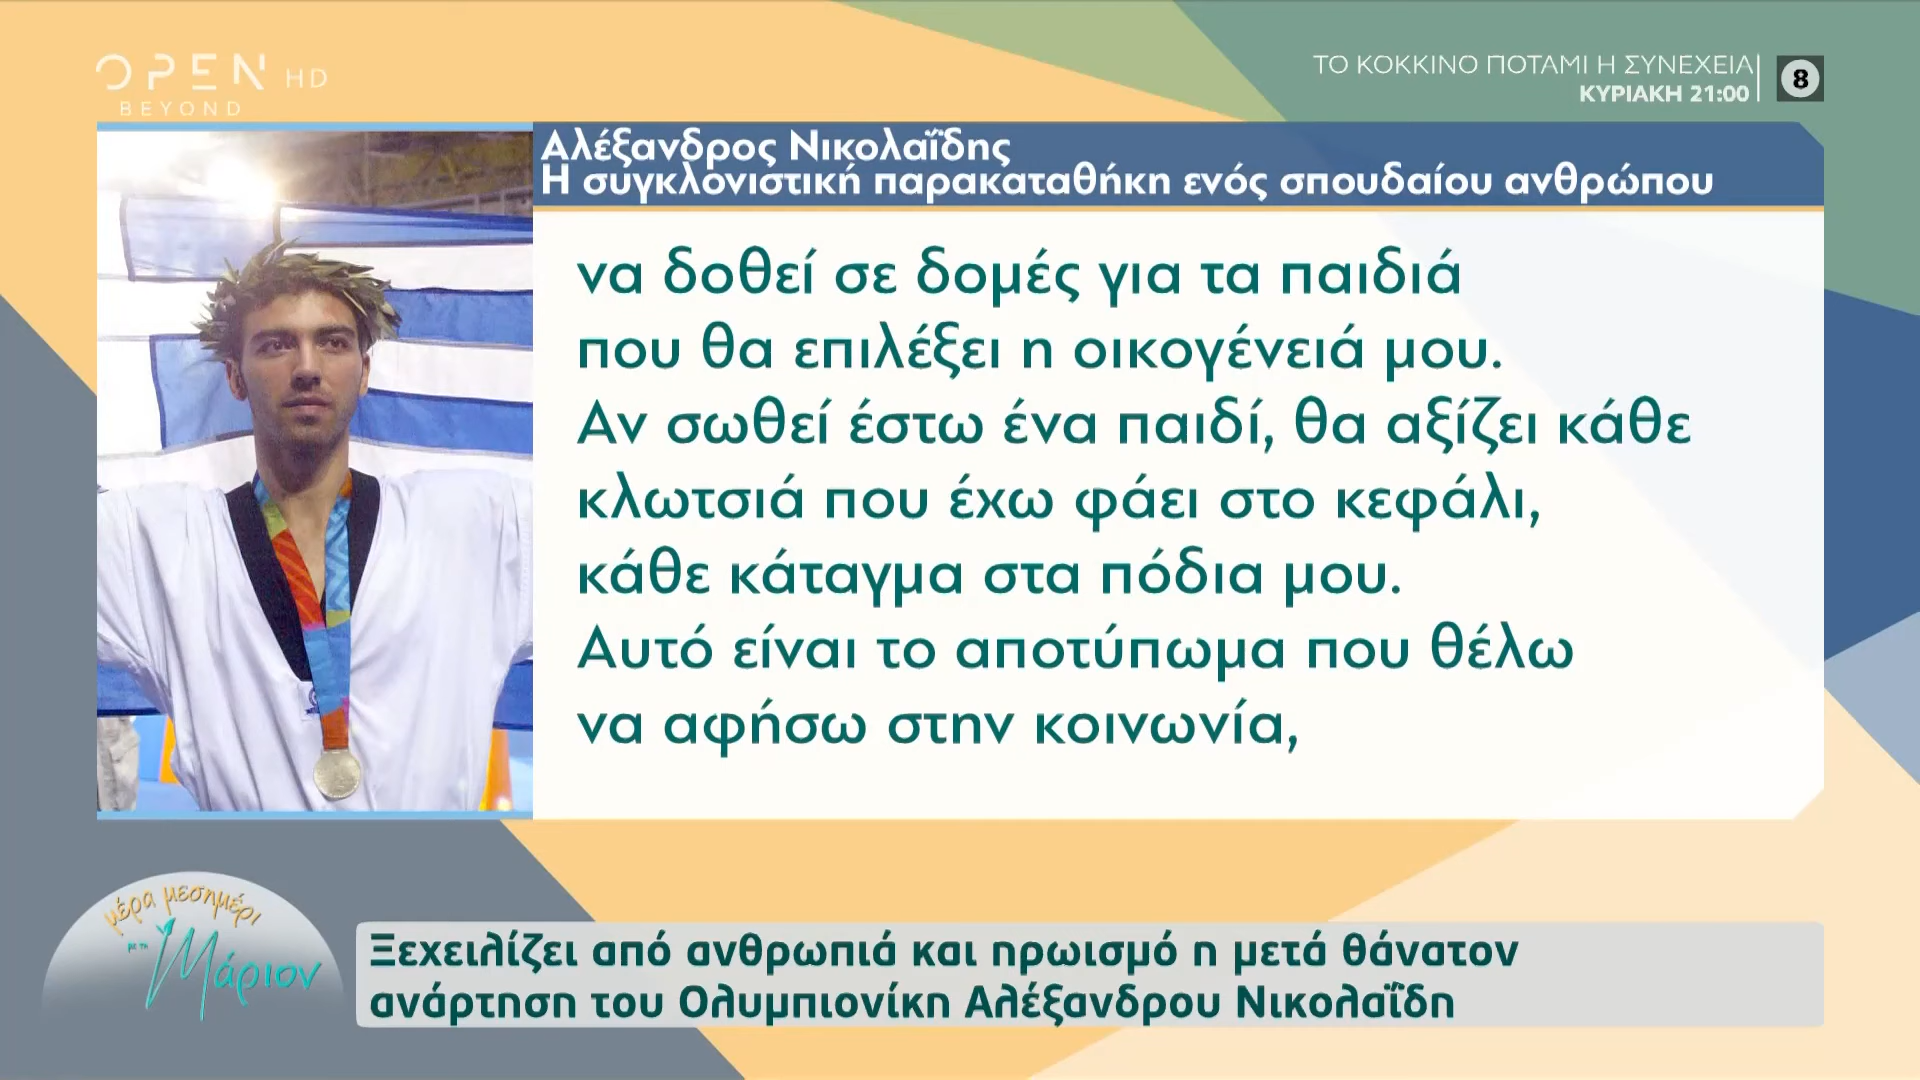 OPEN HD
BEYOND
ΤΟ ΚΟΚΚΙΝΟ ΠΟΤΑΜΙ Η ΣΥΝΕΧΕΙΑ
ΚΥΡΙΑΚΗ 21:00
8
Αλέξανδρος Νικολαΐδης
Η συγκλονιστική παρακαταθήκη ενός σπουδαίου ανθρώπου
να δοθεί σε δομές για τα παιδιά
που θα επιλέξει η οικογένειά μου.
Αν σωθεί έστω ένα παιδί, θα αξίζει κάθε
κλωτσιά που έχω φάει στο κεφάλι,
κάθε κάταγμα στα πόδια μου.
Αυτό είναι το αποτύπωμα που θέλω
να αφήσω στην κοινωνία,
μέρα μεσημέρι
με τη
Μάριον
Ξεχειλίζει από ανθρωπιά και ηρωισμό η μετά θάνατον
ανάρτηση του Ολυμπιονίκη Αλέξανδρου Νικολαΐδη